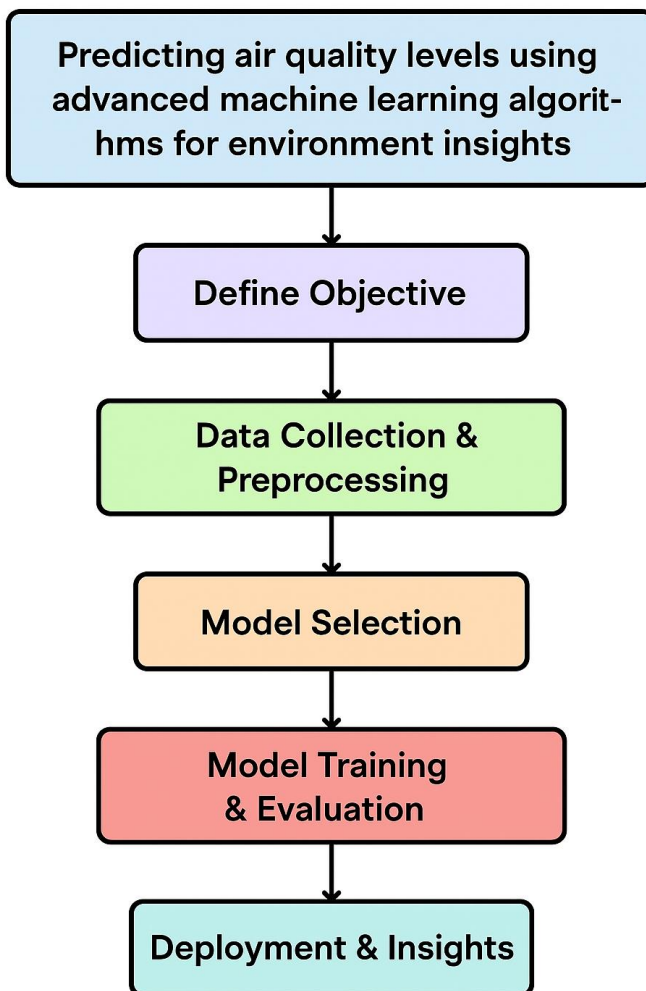 Predicting air quality levels using
advanced machine learning algorit-
hms for environment insights
Define Objective
Data Collection &
Preprocessing
Model Selection
Model Training
& Evaluation
Deployment & Insights